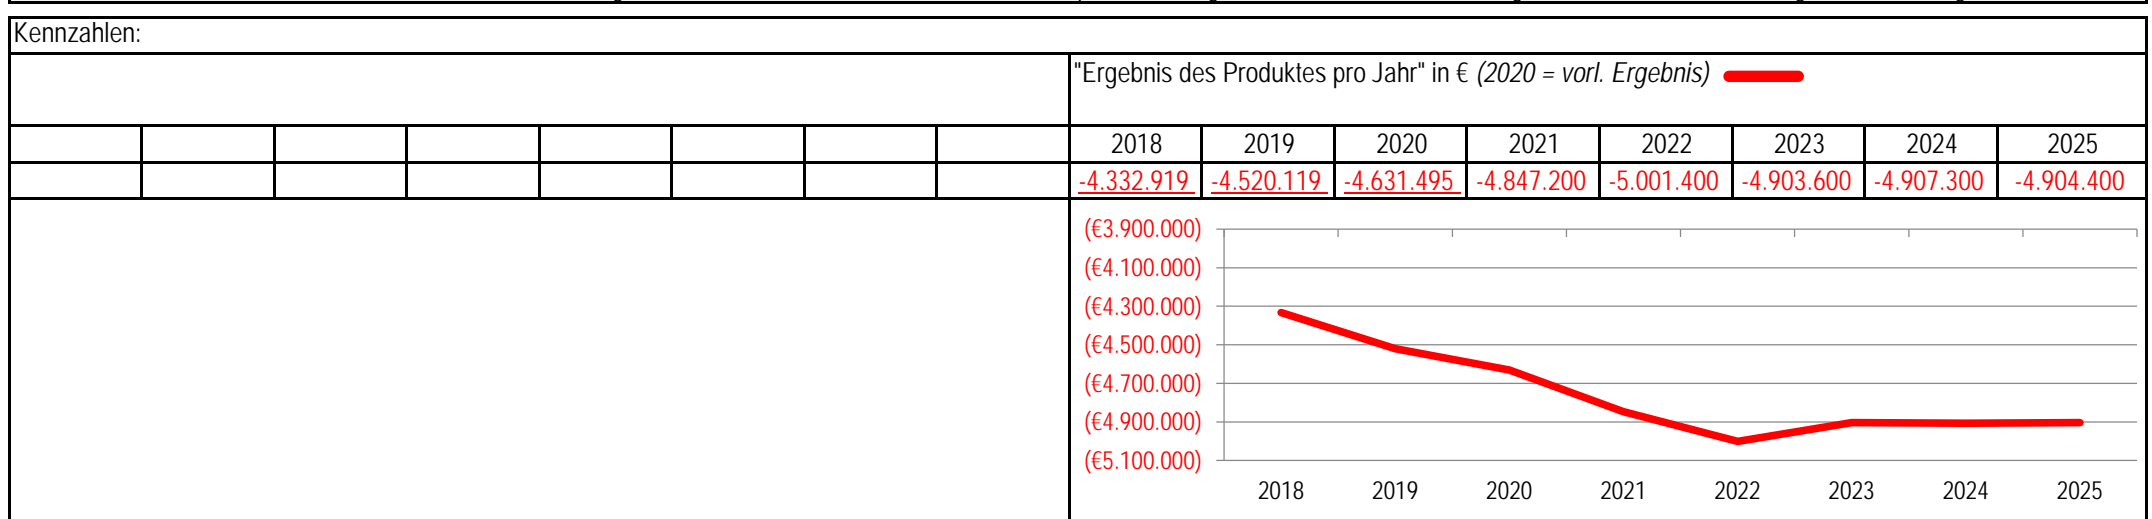 Kennzahlen:
"Ergebnis des Produktes pro Jahr" in € (2020 = vorl. Ergebnis)
2018 2019 2020 2021 2022 2023 2024 2025
-4.332.919 -4.520.119 -4.631.495 -4.847.200 -5.001.400 -4.903.600 -4.907.300 -4.904.400
(€3.900.000)
(€4.100.000)
(€4.300.000)
(€4.500.000)
(€4.700.000)
(€4.900.000)
(€5.100.000)
2018 2019 2020 2021 2022 2023 2024 2025